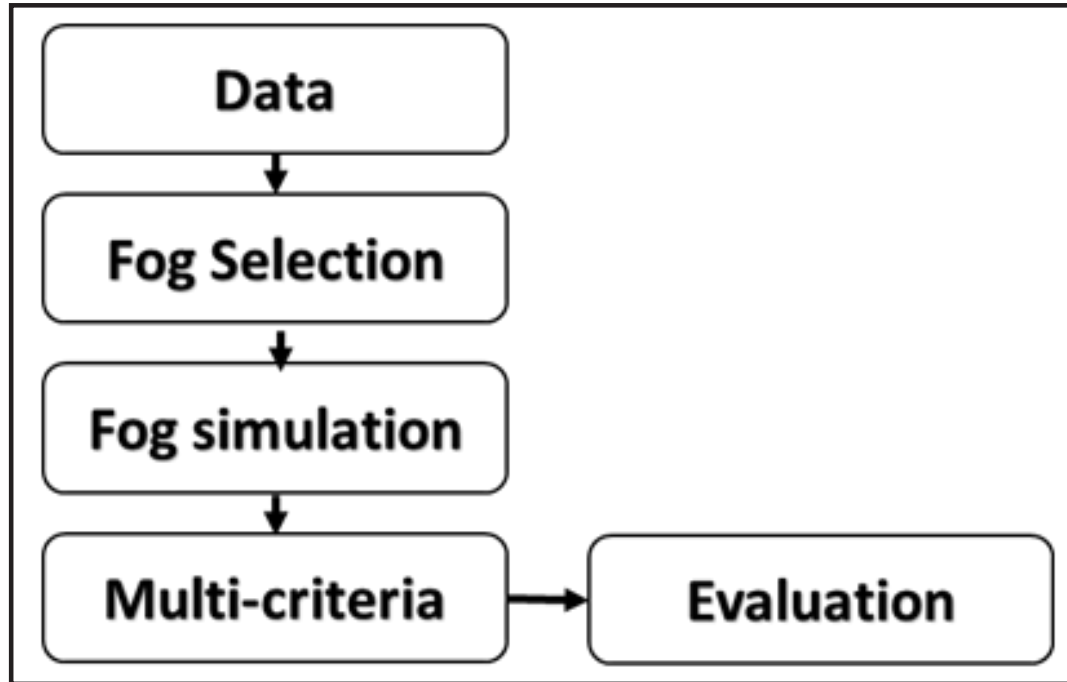 Data
Fog Selection
Fog simulation
Multi-criteria
Evaluation